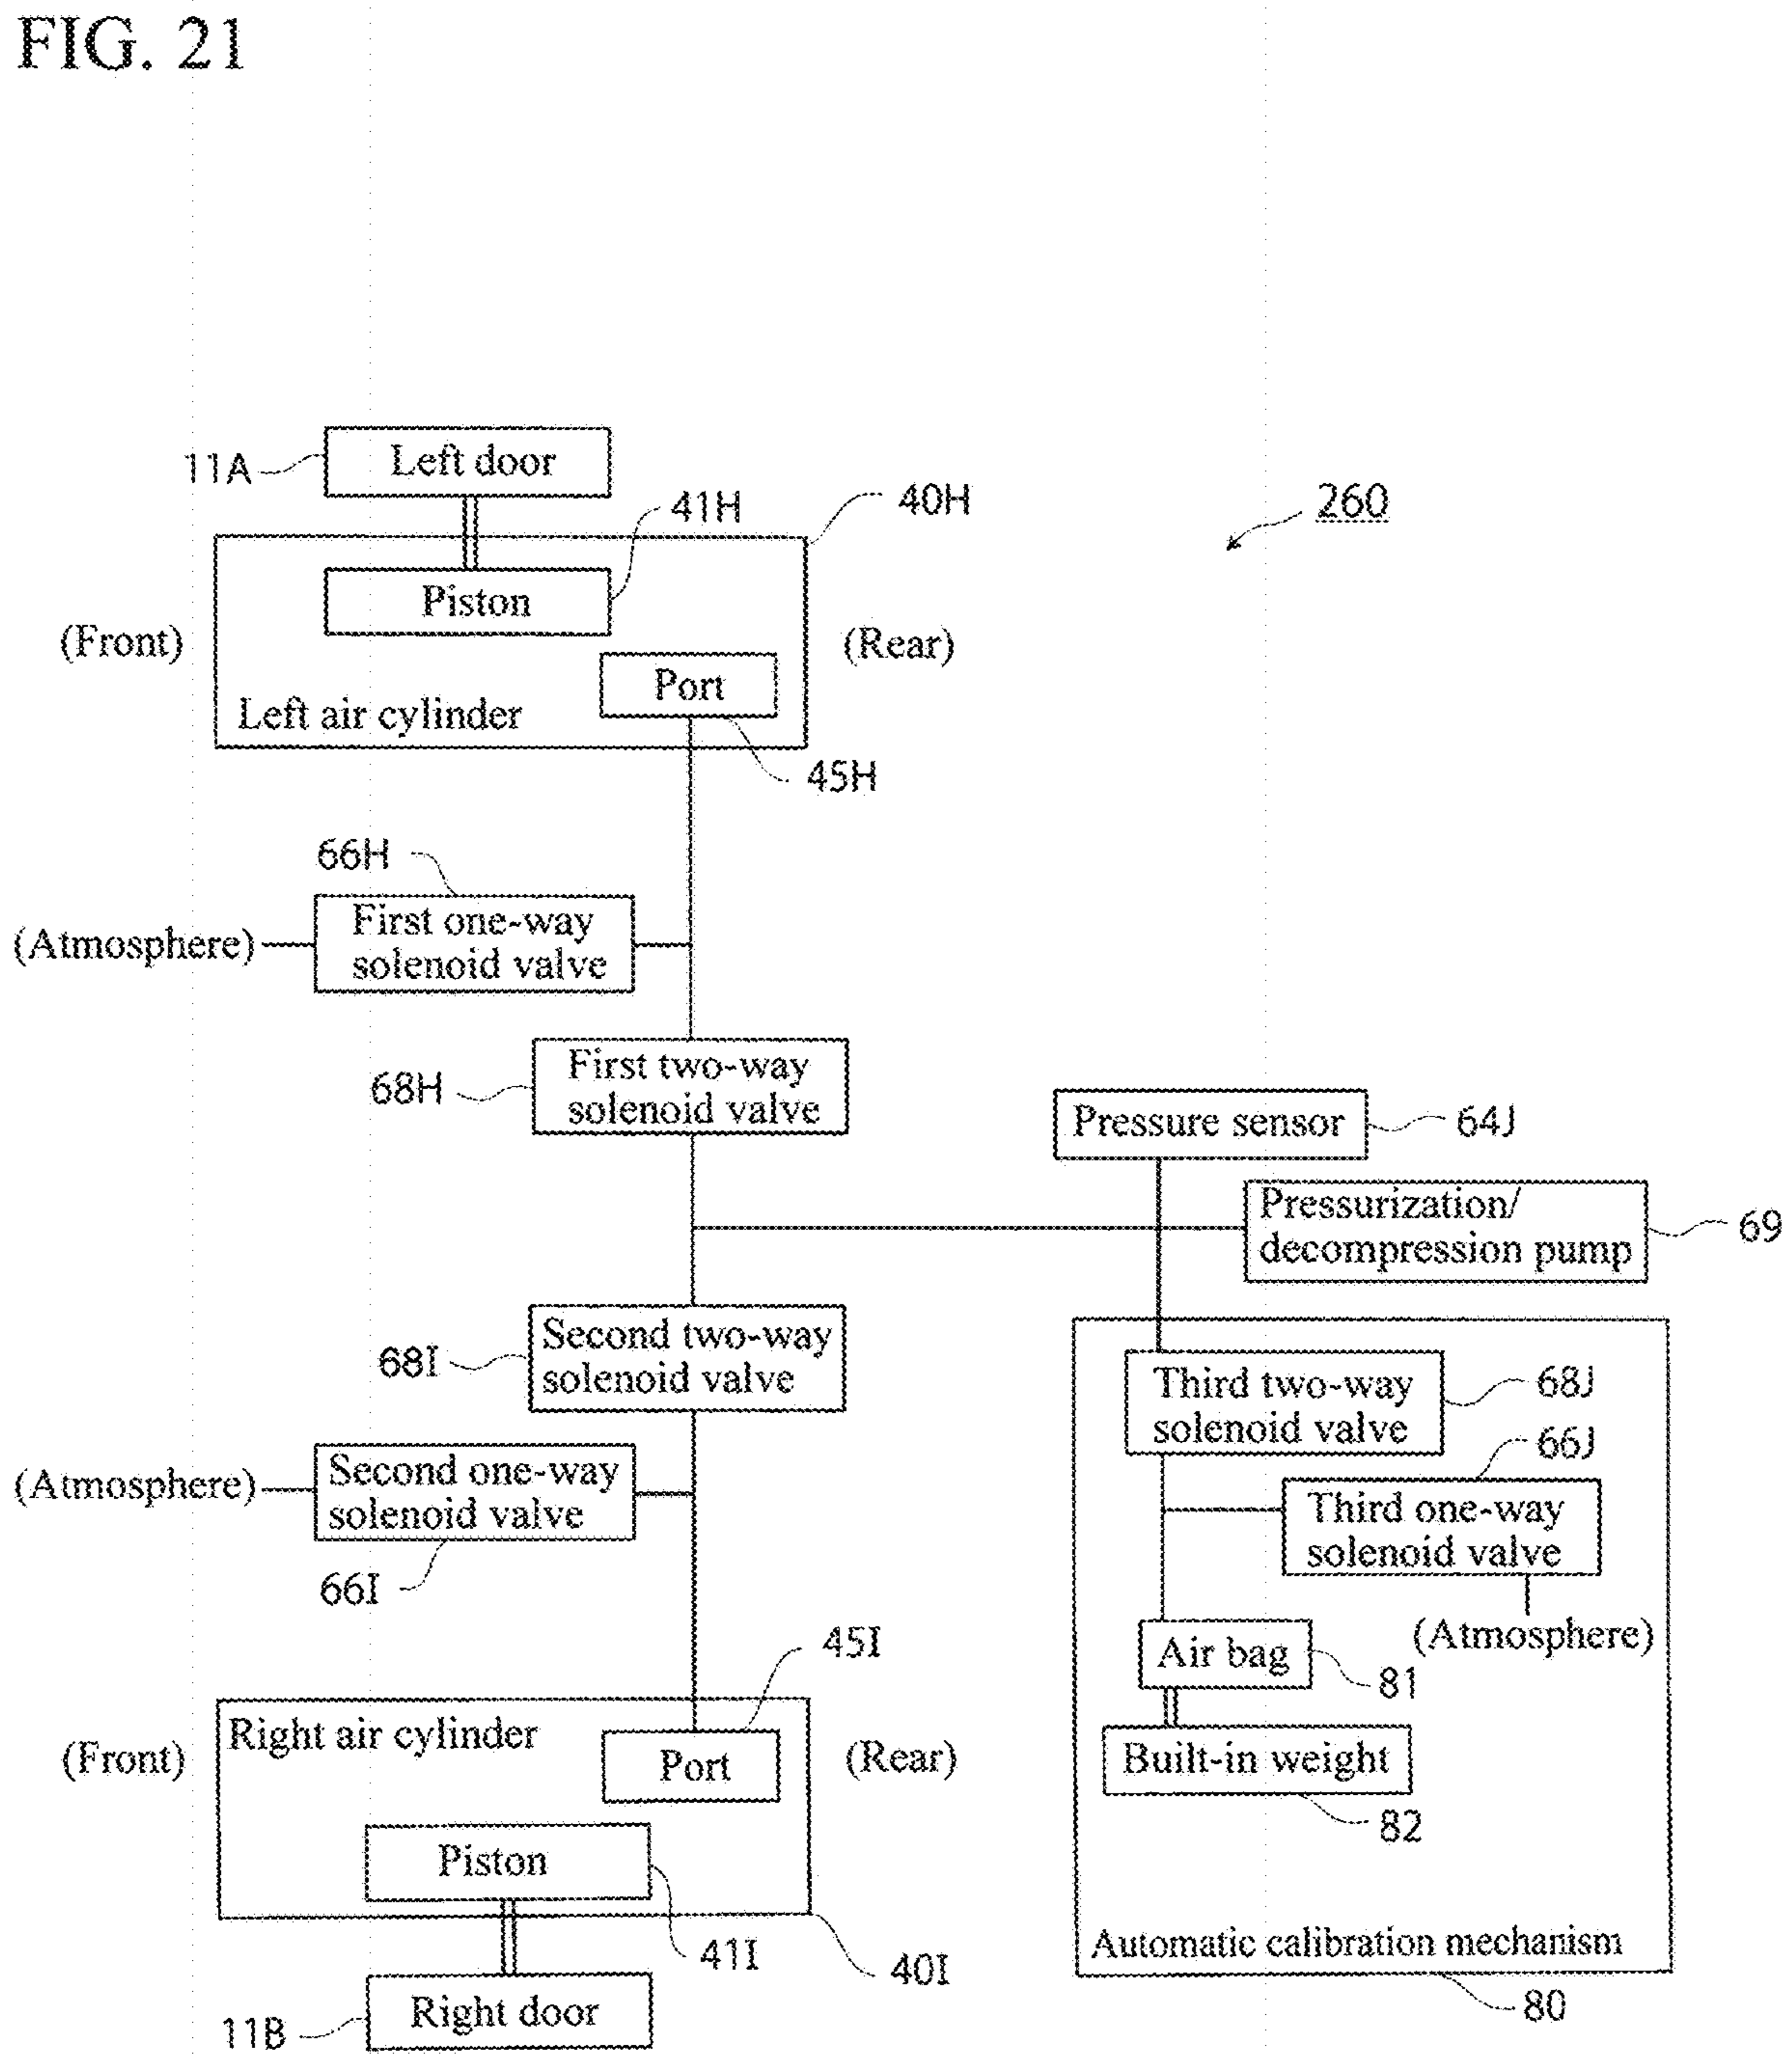 FIG. 21
11A
Left door
41H
40H
260
Piston
(Front)
(Rear)
Port
Left air cylinder
45H
66H
(Atmosphere)
First one-way
solenoid valve
68H
First two-way
solenoid valve
Pressure sensor
64J
Pressurization/
decompression pump
69
68I
Second two-way
solenoid valve
Third two-way
solenoid valve
68J
66J
(Atmosphere)
Second one-way
solenoid valve
66I
Third one-way
solenoid valve
(Atmosphere)
Air bag
81
45I
Right air cylinder
(Front)
(Rear)
Port
Built-in weight
82
Piston
41I
40I
Automatic calibration mechanism
80
11B
Right door